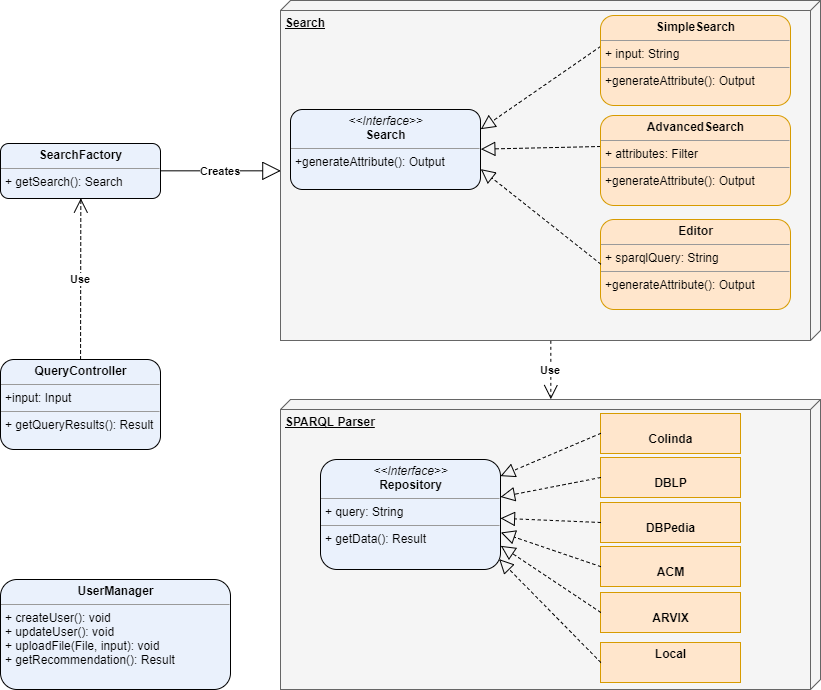 Search
SimpleSearch
+ input: String
+generateAttribute(): Output
<<Interface>>
Search
+generateAttribute(): Output
AdvancedSearch
+ attributes: Filter
+generateAttribute(): Output
SearchFactory
+ getSearch(): Search
Creates
Editor
+ sparqlQuery: String
+generateAttribute(): Output
Use
QueryController
+input: Input
+ getQueryResults(): Result
Use
SPARQL Parser
<<Interface>>
Repository
+ query: String
+ getData(): Result
Colinda
DBLP
DBPedia
ACM
ARVIX
Local
UserManager
+ createUser(): void
+ updateUser(): void
+ uploadFile(File, input): void
+ getRecommendation(): Result